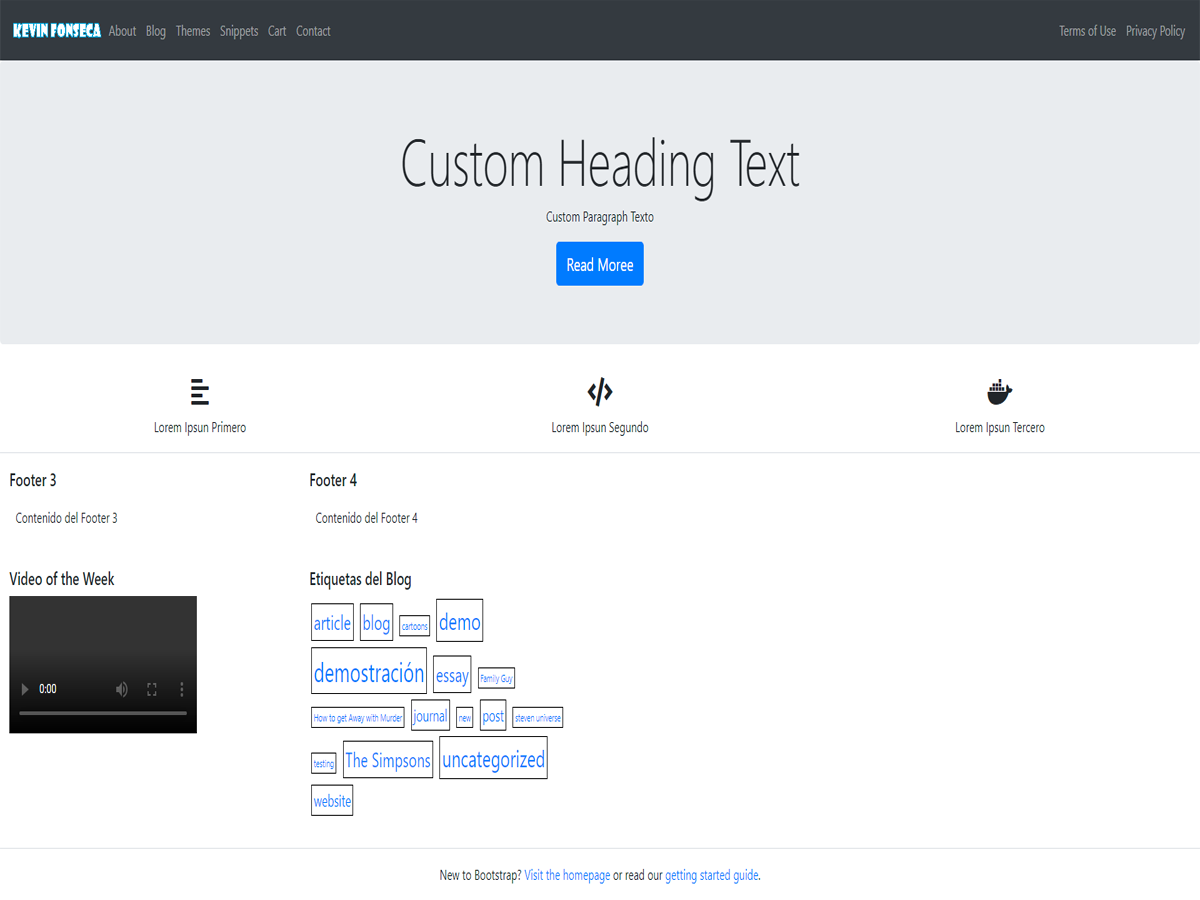 KEVIN FONSECA About Blog Themes Snippets Cart Contact Terms of Use Privacy Policy
Custom Heading Text
Custom Paragraph Texto
Read Moree
Lorem Ipsun Primero Lorem Ipsun Segundo Lorem Ipsun Tercero
Footer 3 Footer 4
Contenido del Footer 3 Contenido del Footer 4
Video of the Week Etiquetas del Blog
article blog cartoons demo
demostración essay Family Guy
0:00
How to get Away with Murder journal new post steven universe
testing The Simpsons uncategorized
website
New to Bootstrap? Visit the homepage or read our getting started guide.